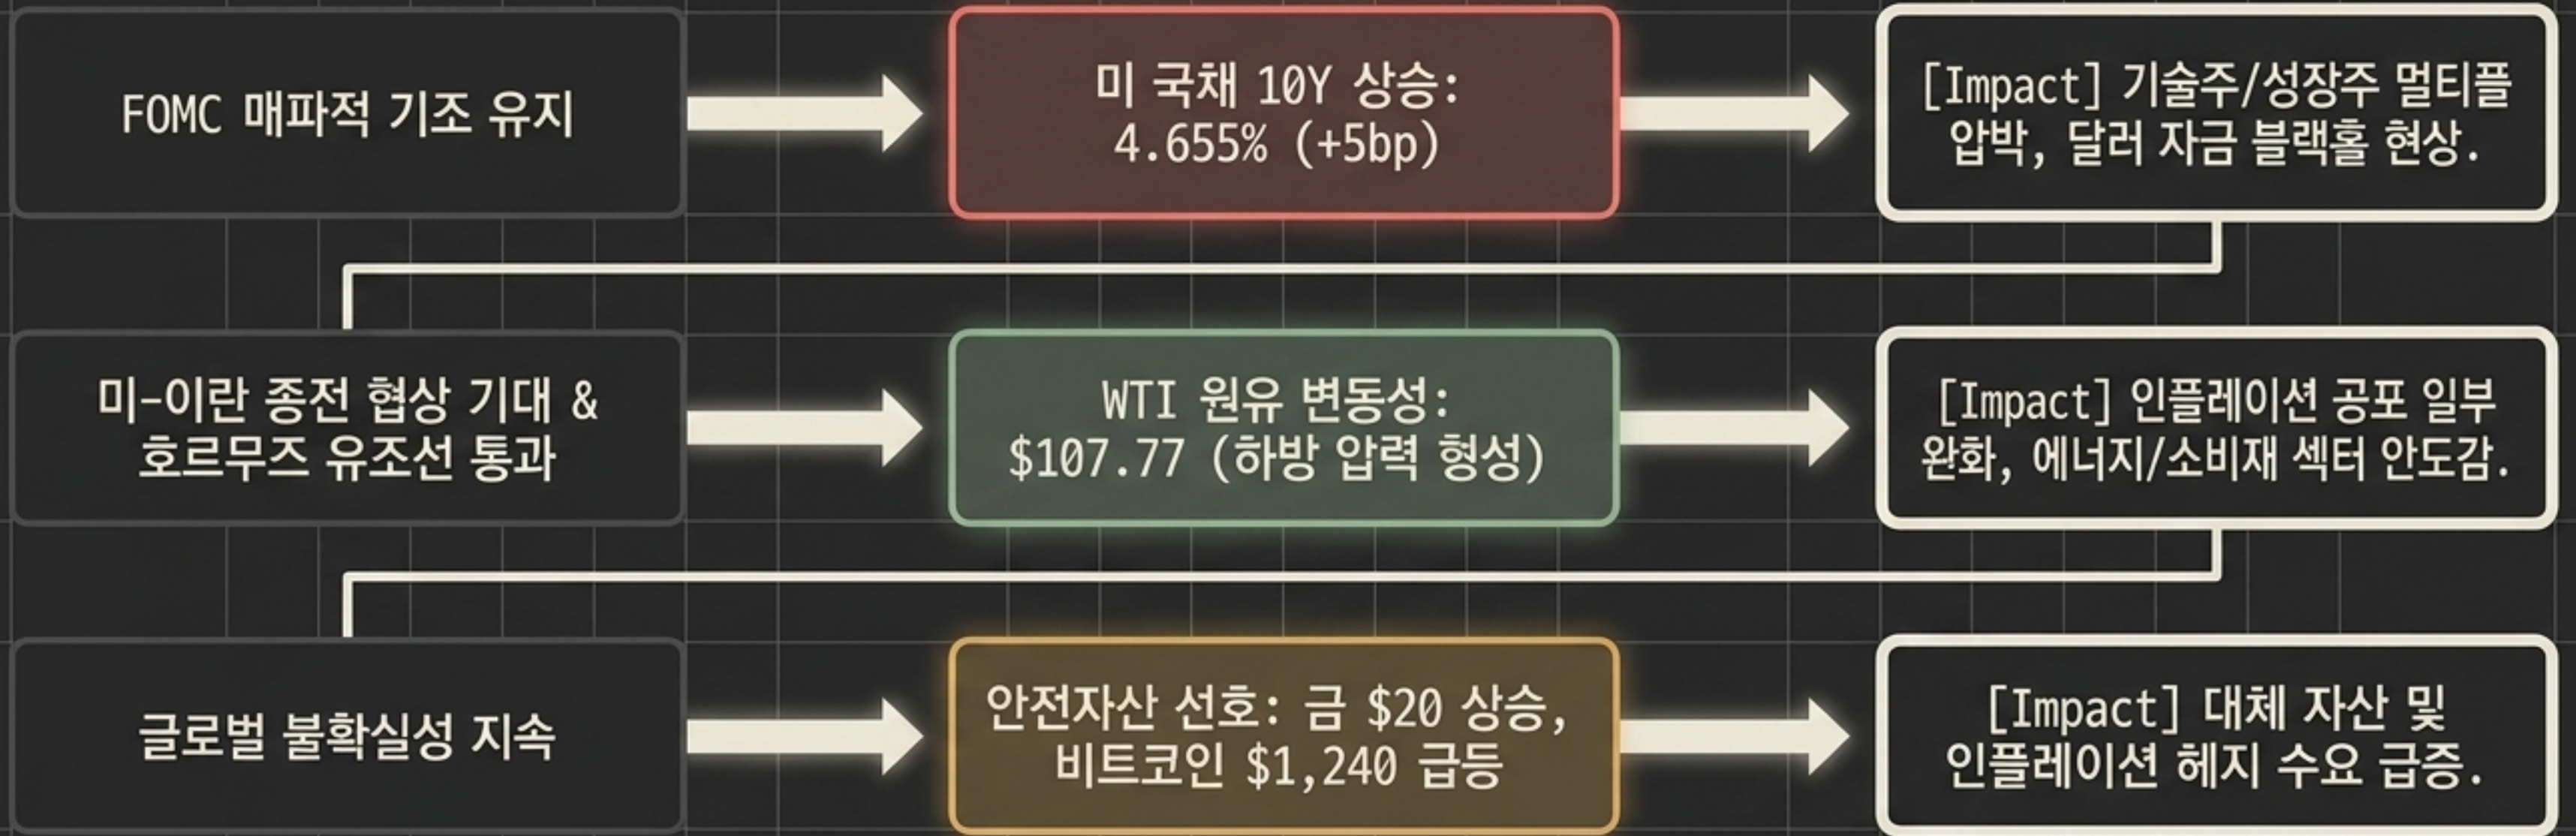 FOMC 매파적 기조 유지
미 국채 10Y 상승:
4.655% (+5bp)
[Impact] 기술주/성장주 멀티플
압박, 달러 자금 블랙홀 현상.
미-이란 종전 협상 기대 &
호르무즈 유조선 통과
WTI 원유 변동성:
$107.77 (하방 압력 형성)
[Impact] 인플레이션 공포 일부
완화, 에너지/소비재 섹터 안도감.
글로벌 불확실성 지속
안전자산 선호: 금 $20 상승,
비트코인 $1,240 급등
[Impact] 대체 자산 및
인플레이션 헤지 수요 급증.